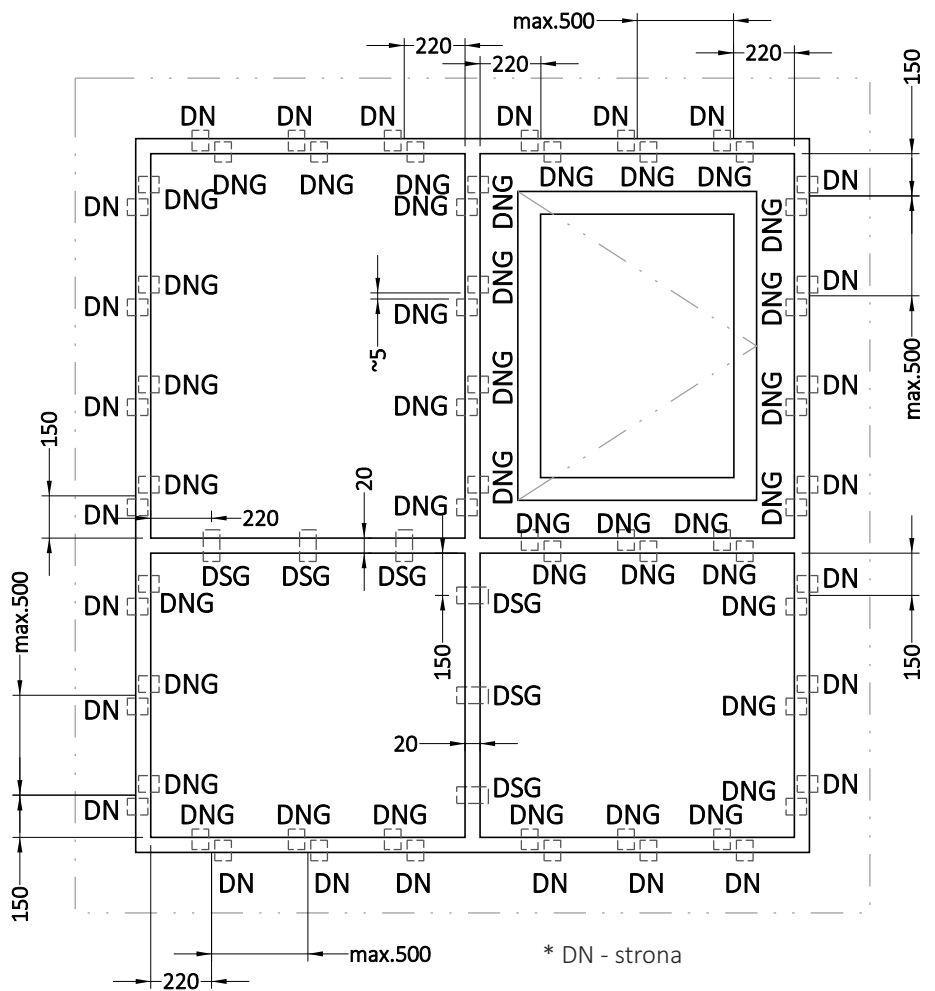 max.500
220 220
220 150
DN DN DN DN DN DN
DNG DNG DNG DNG DNG DNG
DN DNG DNG DNG DNG DN
DNG
DN DNG DNG DNG DNG DN
~5
max.500
DN DNG DNG DNG DNG DN
150
DNG DNG DNG DNG DN
DN 220 20
DNG DNG DNG
DSG DSG DSG DNG DNG DNG
DN DNG DSG DNG DN
max.500 150 150
DNG DSG DNG DN
DN
20
DNG DSG DNG DN
DN
DNG DNG DNG DNG DNG DNG
150
DN DN DN DN DN DN
max.500
* DN - strona
220